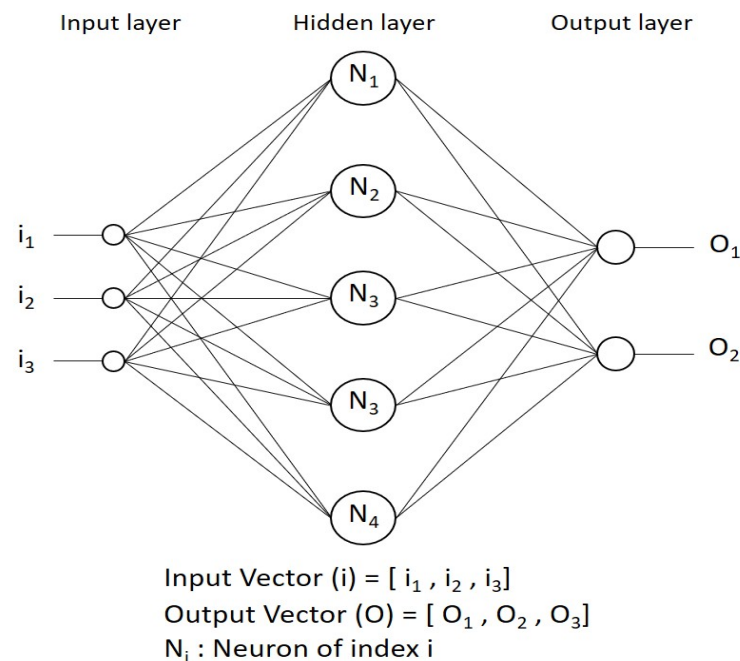 Input layer Hidden layer Output layer
N₁
N₂
i₁ O₁
i₂ N₃
i₃ O₂
N₃
N₄
Input Vector (i) = [ i₁ , i₂ , i₃]
Output Vector (O) = [ O₁ , O₂ , O₃]
Nᵢ : Neuron of index i